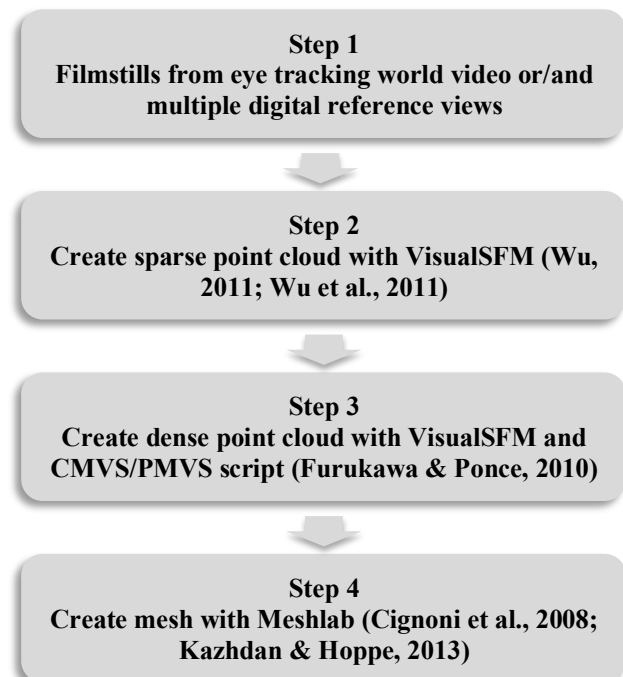 Step 1
Filmstills from eye tracking world video or/and
multiple digital reference views
Step 2
Create sparse point cloud with VisualSFM (Wu,
2011; Wu et al., 2011)
Step 3
Create dense point cloud with VisualSFM and
CMVS/PMVS script (Furukawa & Ponce, 2010)
Step 4
Create mesh with Meshlab (Cignoni et al., 2008;
Kazhdan & Hoppe, 2013)